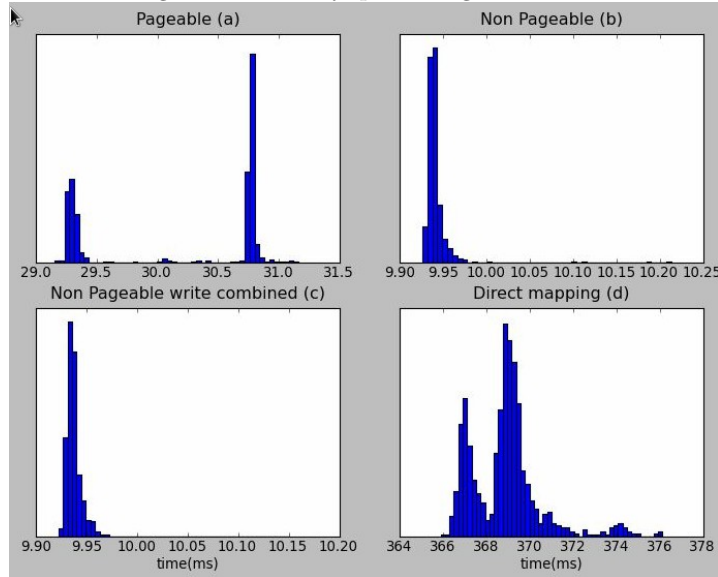 Pageable (a)
Non Pageable (b)
29.0 29.5 30.0 30.5 31.0 31.5
9.90 9.95 10.00 10.05 10.10 10.15 10.20 10.25
Non Pageable write combined (c)
Direct mapping (d)
9.90 9.95 10.00 10.05 10.10 10.15 10.20
364 366 368 370 372 374 376 378
time(ms)
time(ms)